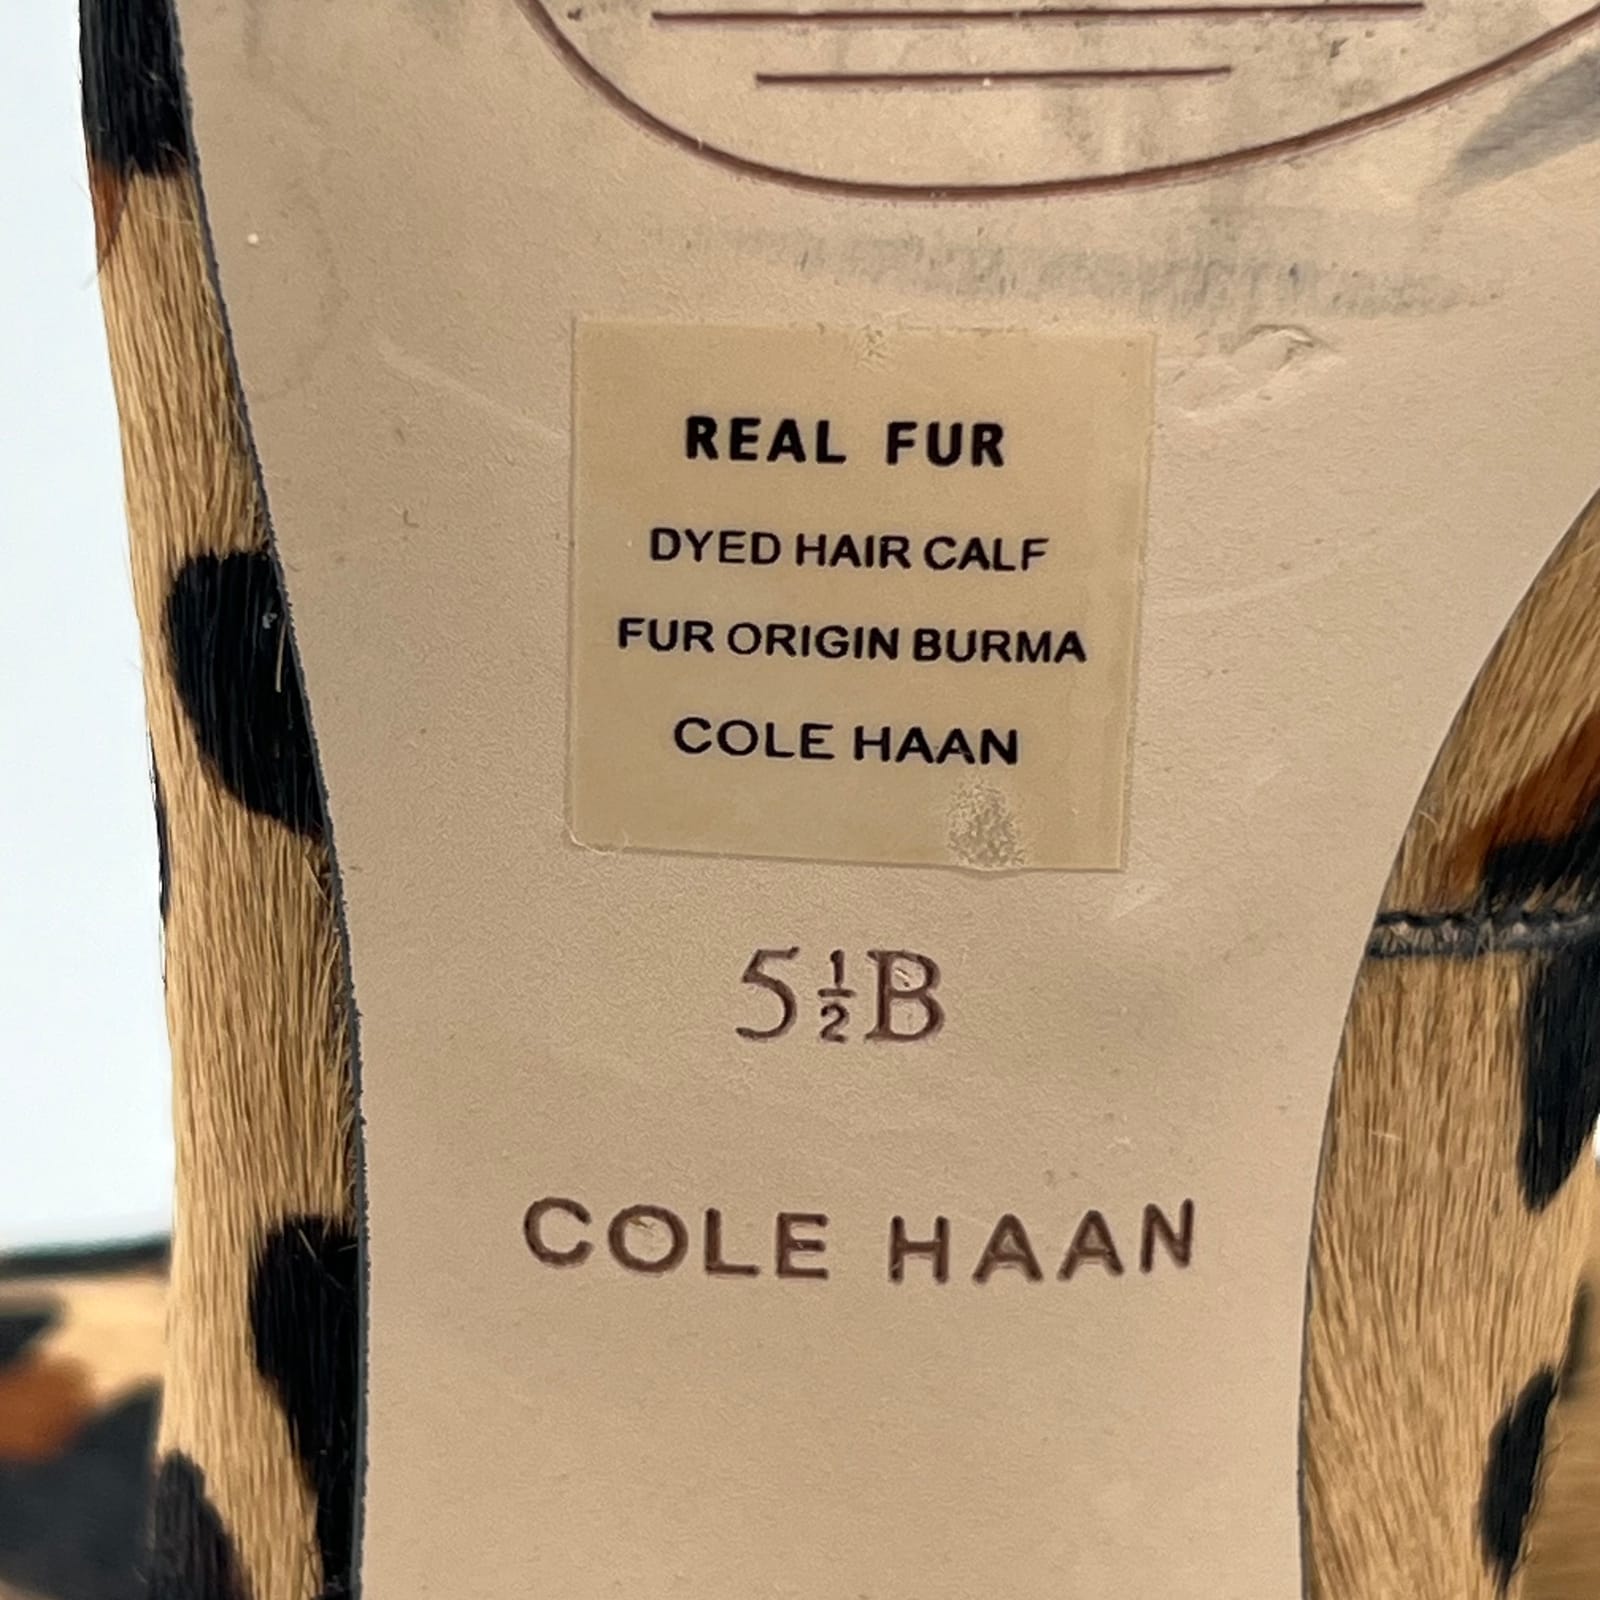 REAL FUR
DYED HAIR CALF
FUR ORIGIN BURMA
COLE HAAN
5½B
COLE HAAN